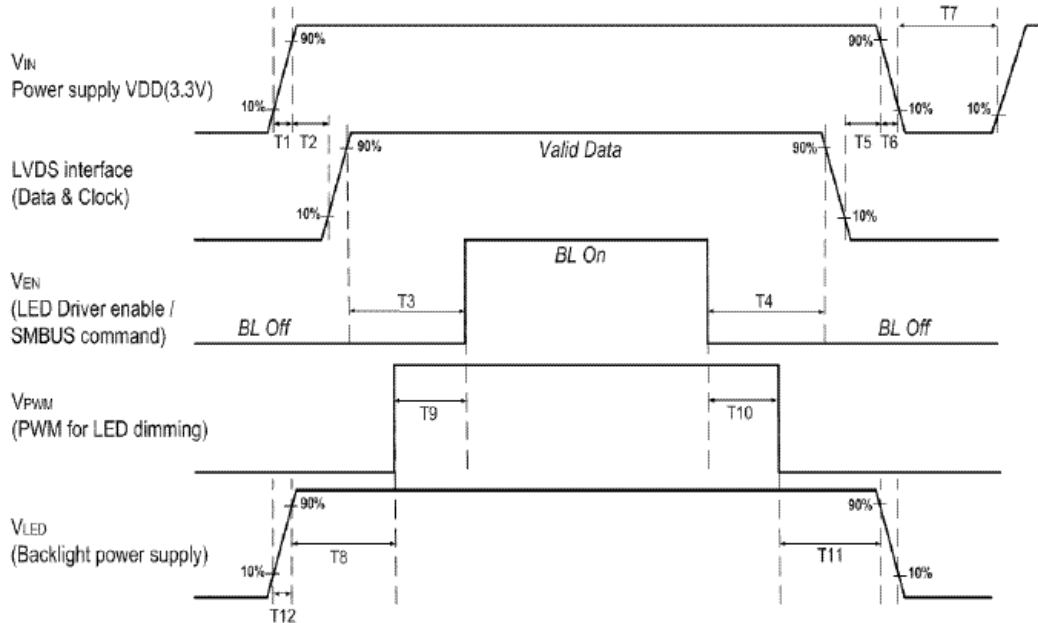 T7
90%
90%
VIN
Power supply VDD(3.3V)
10%
10%
10%
T1
T2
T5
T6
90%
Valid Data
90%
LVDS interface
(Data & Clock)
10%
10%
BL On
VEN
(LED Driver enable /
SMBUS command)
T3
T4
BL Off
BL Off
VPWM
(PWM for LED dimming)
T9
T10
90%
90%
VLED
(Backlight power supply)
T8
T11
10%
10%
T12